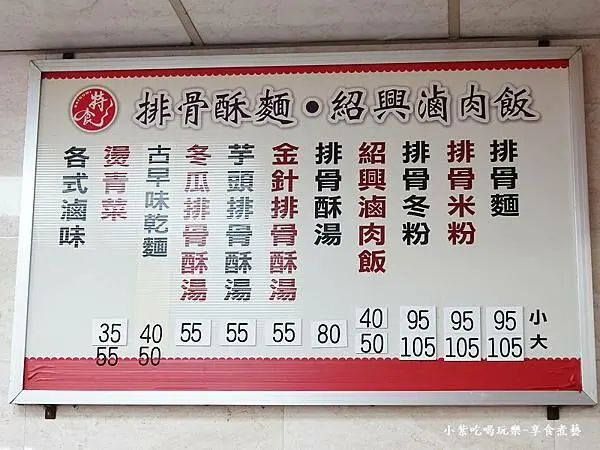 特食
排骨酥麵•紹興滷肉飯
小 大
排骨麵 95 105
排骨米粉 95 105
排骨冬粉 95 105
紹興滷肉飯 40 50
排骨酥湯 80
金針排骨酥湯 55
芋頭排骨酥湯 55
冬瓜排骨酥湯 55
古早味乾麵 40 50
燙青菜 35 55
各式滷味
小紫吃喝玩樂-享食煮藝